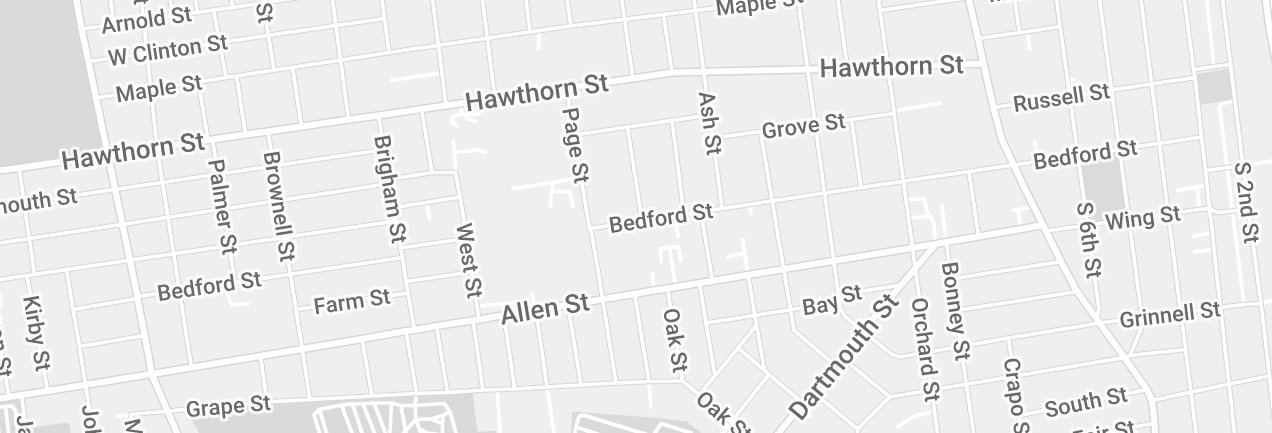 Arnold St
St
Maple St
W Clinton St
Maple St
Hawthorn St
Hawthorn St
Russell St
Ash St
Page St
Grove St
Hawthorn St
Brigham St
Bedford St
Brownell St
Palmer St
S 2nd St
mouth St
Bedford St
S 6th St
Wing St
West St
Bedford St
Bonney St
Farm St
Allen St
Bay St
Kirby St
Orchard St
Dartmouth St
Oak St
Grinnell St
Crapo S
Grape St
Oak St
South St
Fair St